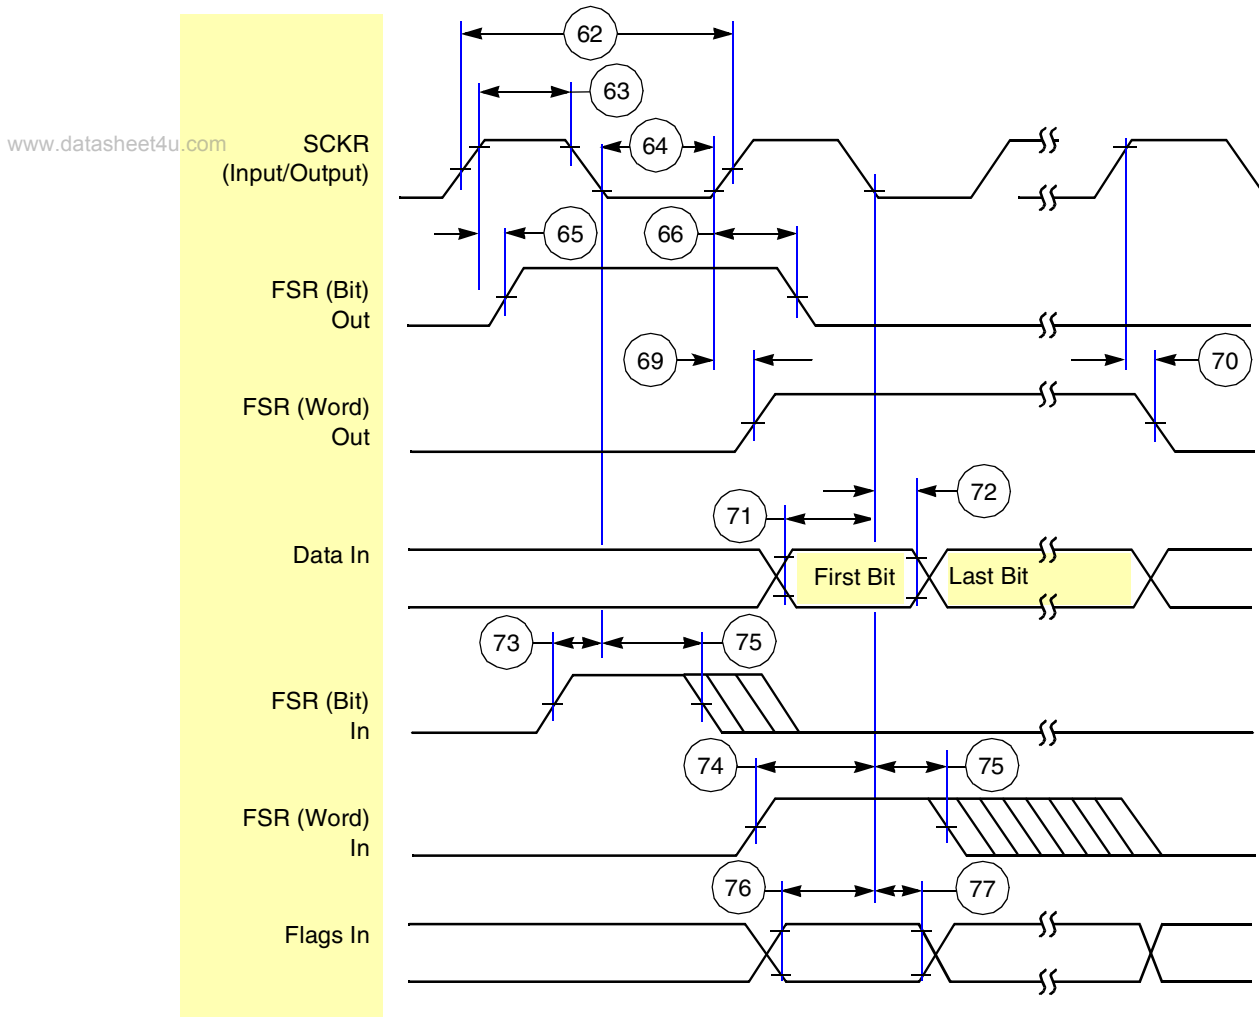 62
63
www.datasheet4u.com
SCKR
(Input/Output)
64
65
66
FSR (Bit)
Out
69
70
FSR (Word)
Out
72
71
Data In
First Bit
Last Bit
73
75
FSR (Bit)
In
74
75
FSR (Word)
In
76
77
Flags In